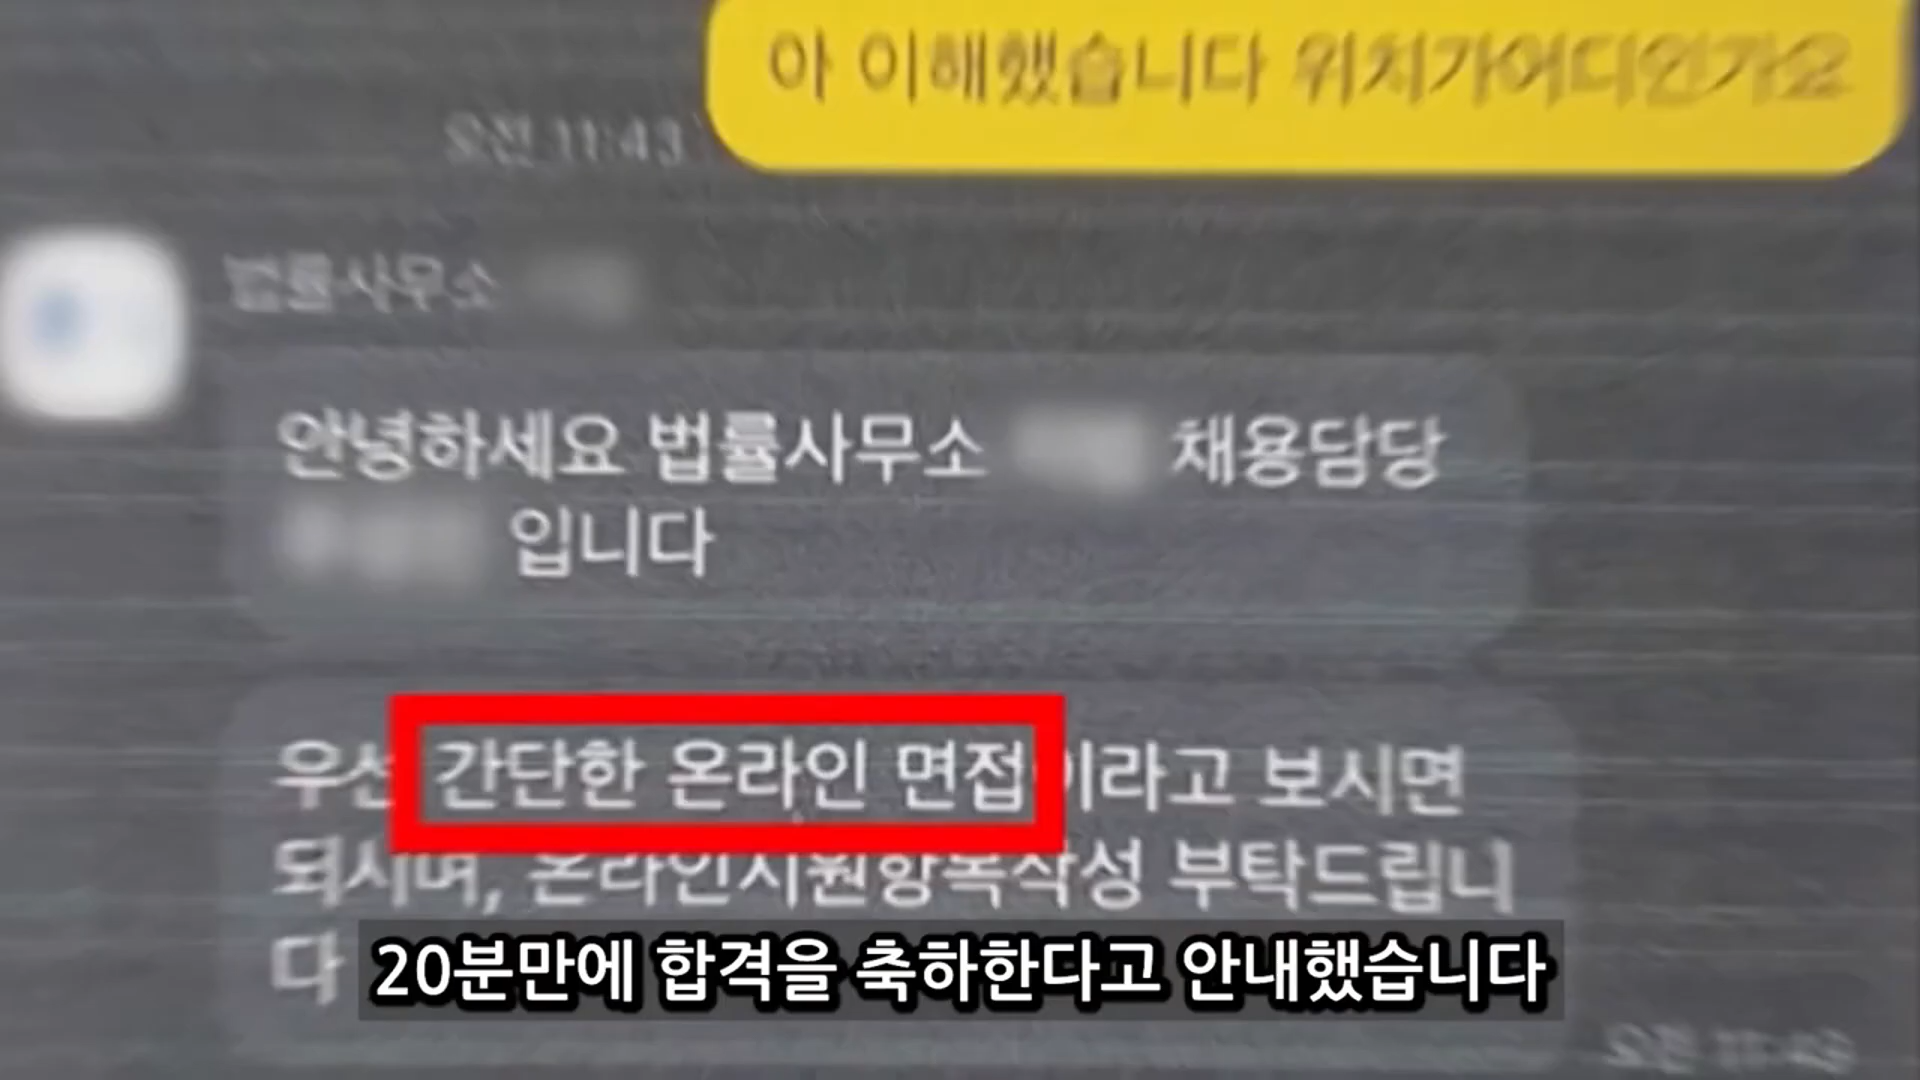 아 이해했습니다 위치가어디인가요
오전 11:43
법률사무소
안녕하세요 법률사무소 채용담당
입니다
우선 간단한 온라인 면접이라고 보시면
되시며, 온라인지원항목작성 부탁드립니
다
20분만에 합격을 축하한다고 안내했습니다
오전 11:43